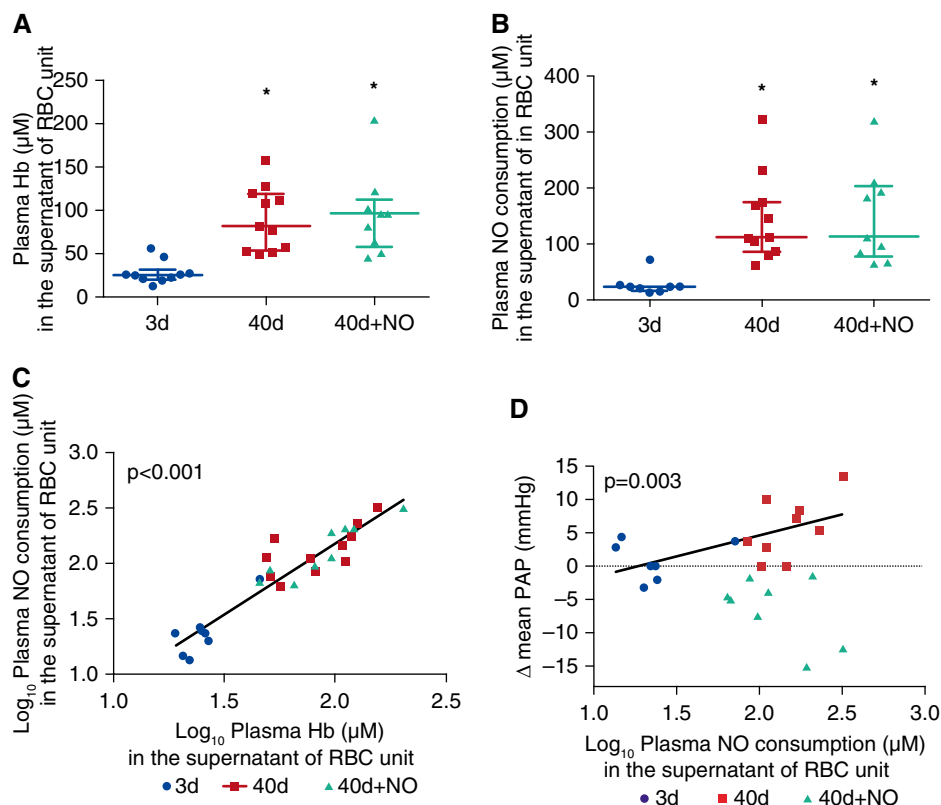 A
Plasma Hb (µM)
in the supernatant of RBC unit
250
200
150
100
50
0
*
*
3d
40d
40d+NO
B
Plasma NO consumption (µM)
in the supernatant of in RBC unit
400
300
200
100
0
*
*
3d
40d
40d+NO
C
Log₁₀ Plasma NO consumption (µM)
in the supernatant of RBC unit
3.0
2.5
2.0
1.5
1.0
p<0.001
1.0
1.5
2.0
2.5
Log₁₀ Plasma Hb (µM)
in the supernatant of RBC unit
3d
40d
40d+NO
D
Δ mean PAP (mmHg)
15
10
5
0
−5
−10
−15
p=0.003
1.0
1.5
2.0
2.5
3.0
Log₁₀ Plasma NO consumption (µM)
in the supernatant of RBC unit
3d
40d
40d+NO